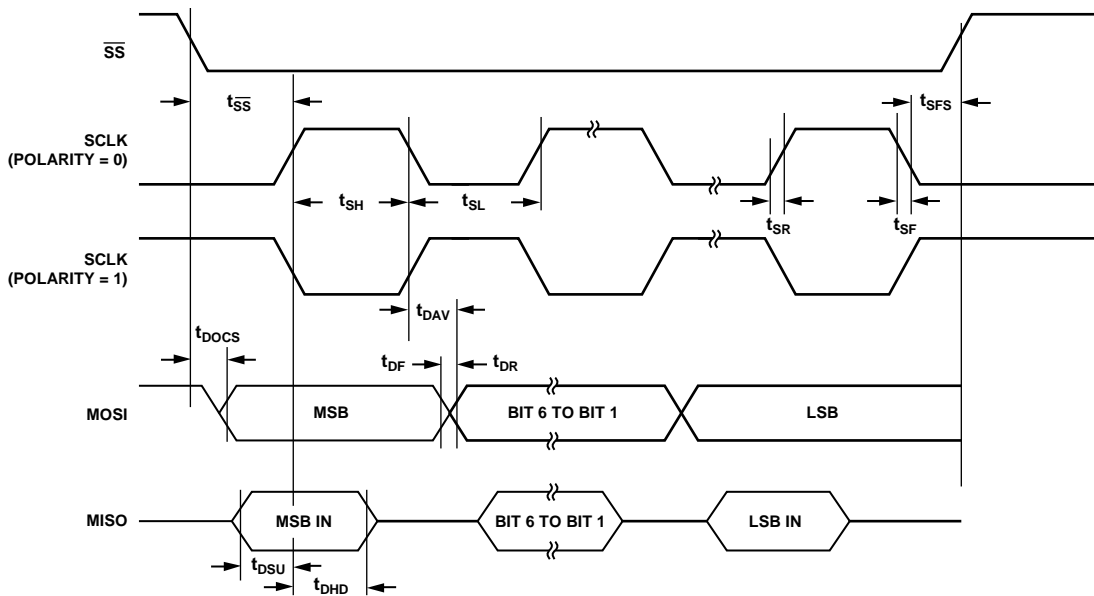 SS
tSS
tSFS
SCLK
(POLARITY = 0)
tSH
tSL
tSR
tSF
SCLK
(POLARITY = 1)
tDAV
tDOCS
tDF
tDR
MOSI
MSB
BIT 6 TO BIT 1
LSB
MISO
MSB IN
BIT 6 TO BIT 1
LSB IN
tDSU
tDHD